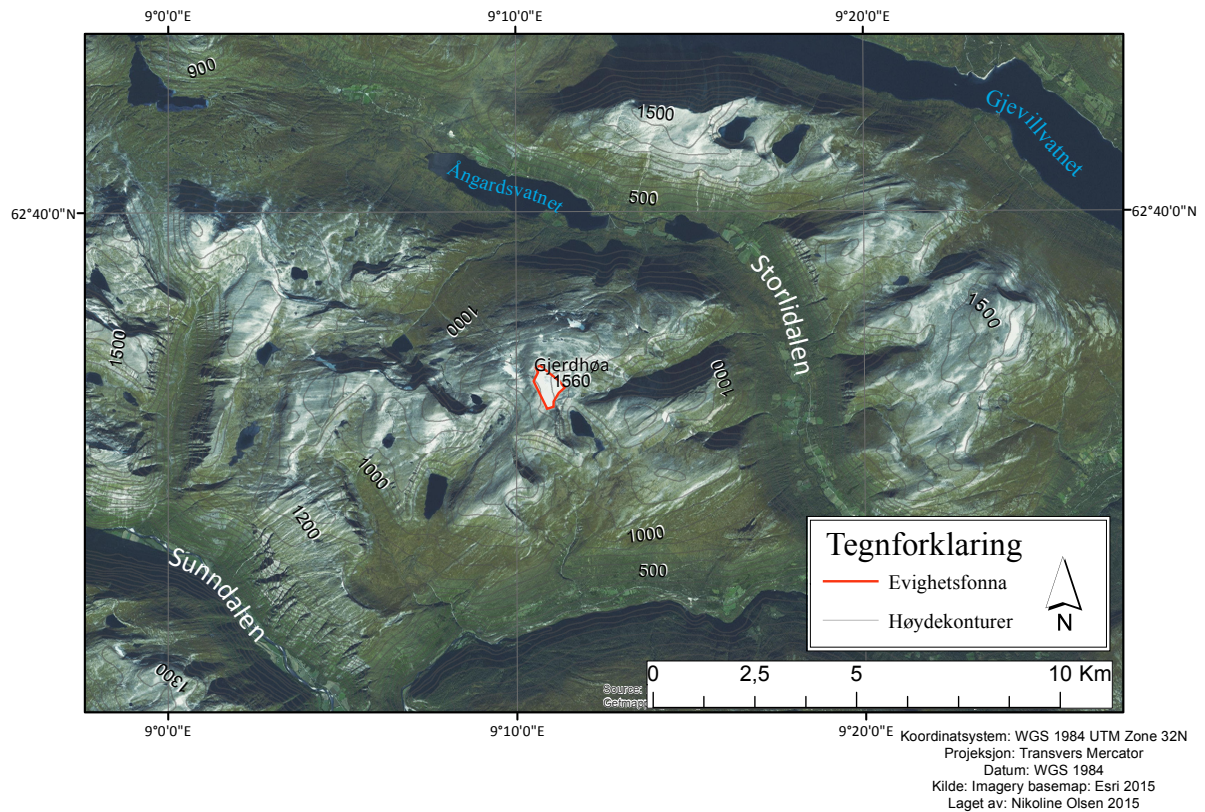 9°0'0"E
9°10'0"E
9°20'0"E
900
1500
Gjevillvatnet
Ångardsvatnet
500
62°40'0"N
62°40'0"N
Storlidalen
1500
1000
1500
Gjerdhøa
1560
1000
1000
1200
1000
500
Sunndalen
1300
Tegnforklaring
Evighetsfonna
Høydekonturer
N
0 2,5 5 10 Km
Source:
Getmap
9°0'0"E
9°10'0"E
9°20'0"E
Koordinatsystem: WGS 1984 UTM Zone 32N
Projeksjon: Transvers Mercator
Datum: WGS 1984
Kilde: Imagery basemap: Esri 2015
Laget av: Nikoline Olsen 2015